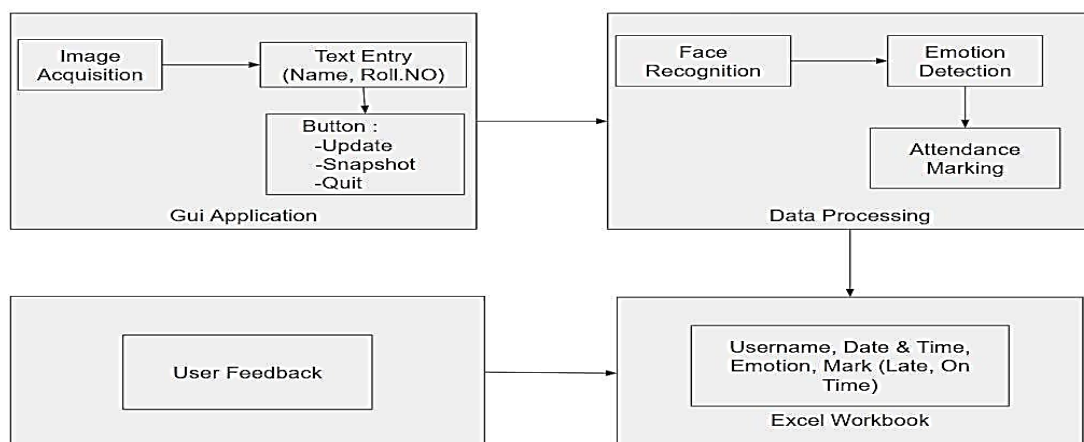 Image
Acquisition
Text Entry
(Name, Roll.NO)
Button :
-Update
-Snapshot
-Quit
Gui Application
Face
Recognition
Emotion
Detection
Attendance
Marking
Data Processing
User Feedback
Username, Date & Time,
Emotion, Mark (Late, On
Time)
Excel Workbook